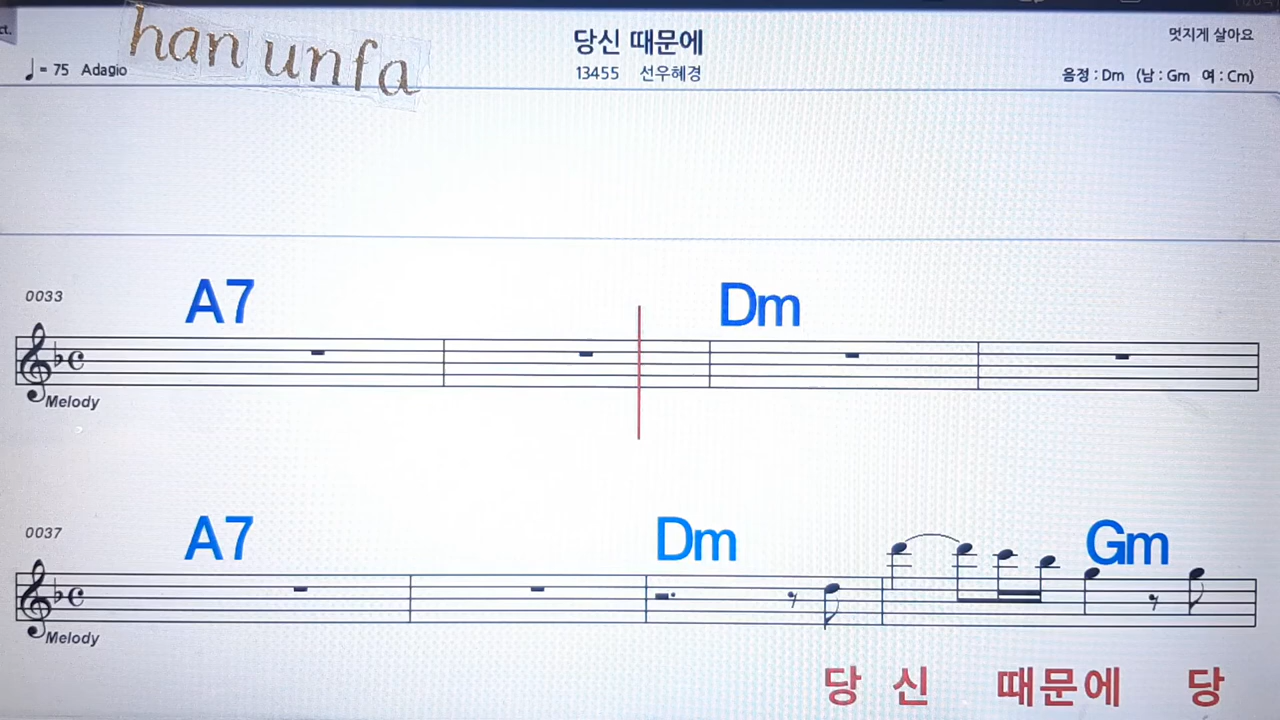 ct.
han unfa
당신 때문에
멋지게 살아요
= 75 Adagio
13455 선우혜경
음정 : Dm (남 : Gm 여 : Cm)
0033
A7
Dm
Melody
0037
A7
Dm
Gm
Melody
당 신 때문에 당